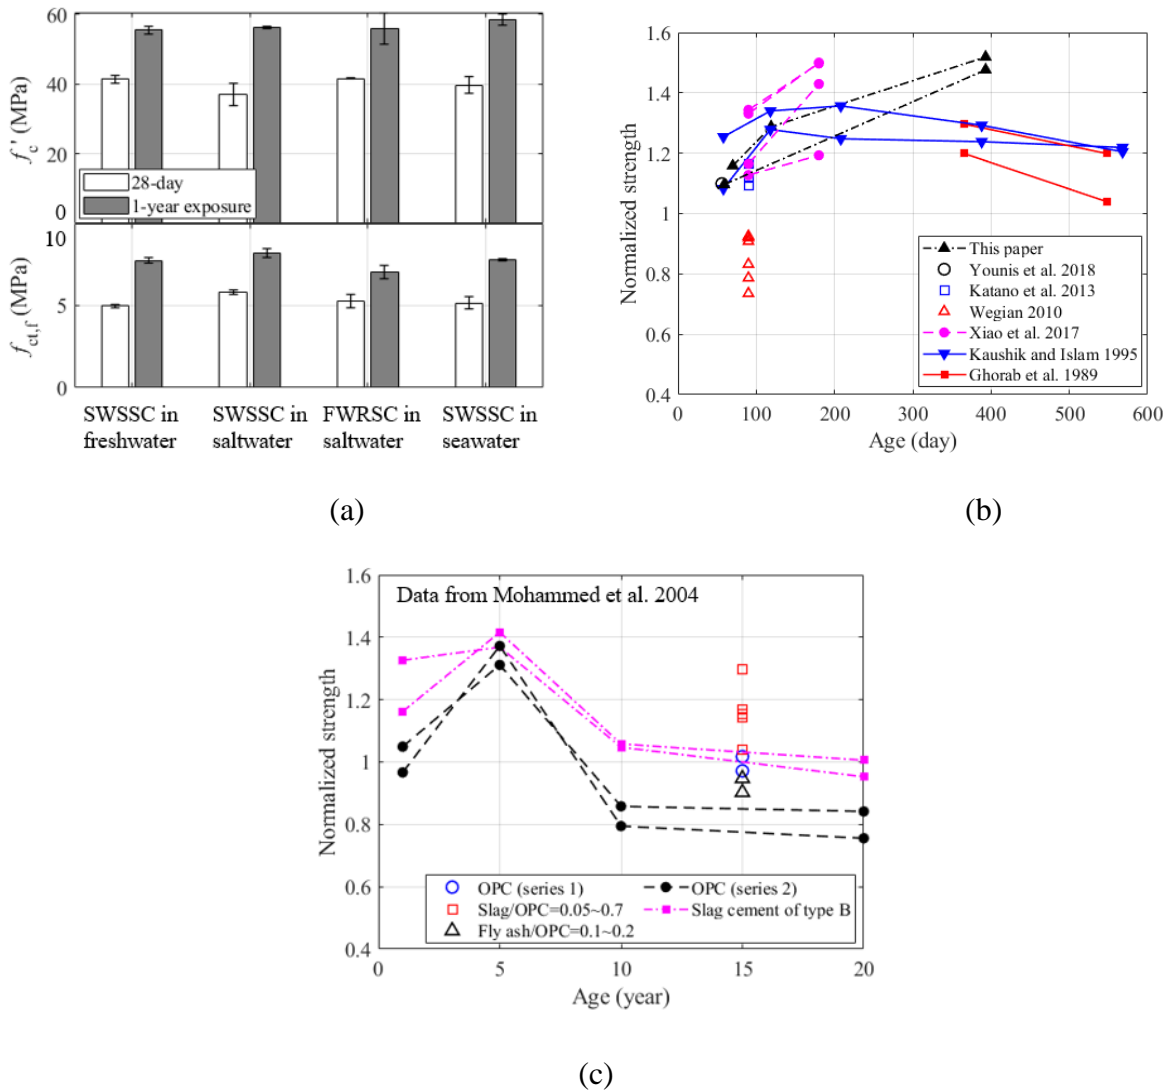 60
40
20
0
f_c' (MPa)
28-day
1-year exposure
10
5
0
f_ct,f (MPa)
SWSSC in
freshwater
SWSSC in
saltwater
FWRSC in
saltwater
SWSSC in
seawater
(a)
1.6
1.4
1.2
1
0.8
0.6
0.4
Normalized strength
This paper
Younis et al. 2018
Katano et al. 2013
Wegian 2010
Xiao et al. 2017
Kaushik and Islam 1995
Ghorab et al. 1989
0 100 200 300 400 500 600
Age (day)
(b)
Data from Mohammed et al. 2004
1.6
1.4
1.2
1
0.8
0.6
0.4
Normalized strength
OPC (series 1)
Slag/OPC=0.05~0.7
Fly ash/OPC=0.1~0.2
OPC (series 2)
Slag cement of type B
0 5 10 15 20
Age (year)
(c)